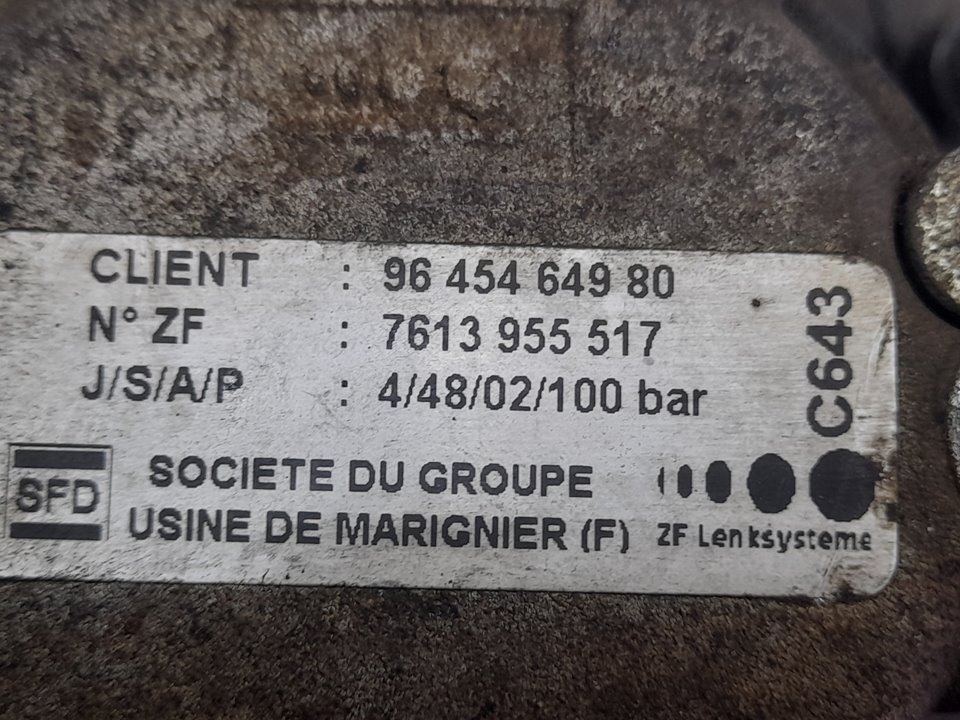 CLIENT : 96 454 649 80
N° ZF : 7613 955 517
J/S/A/P : 4/48/02/100 bar
C643
SFD
SOCIETE DU GROUPE
USINE DE MARIGNIER (F)
ZF Lenksysteme